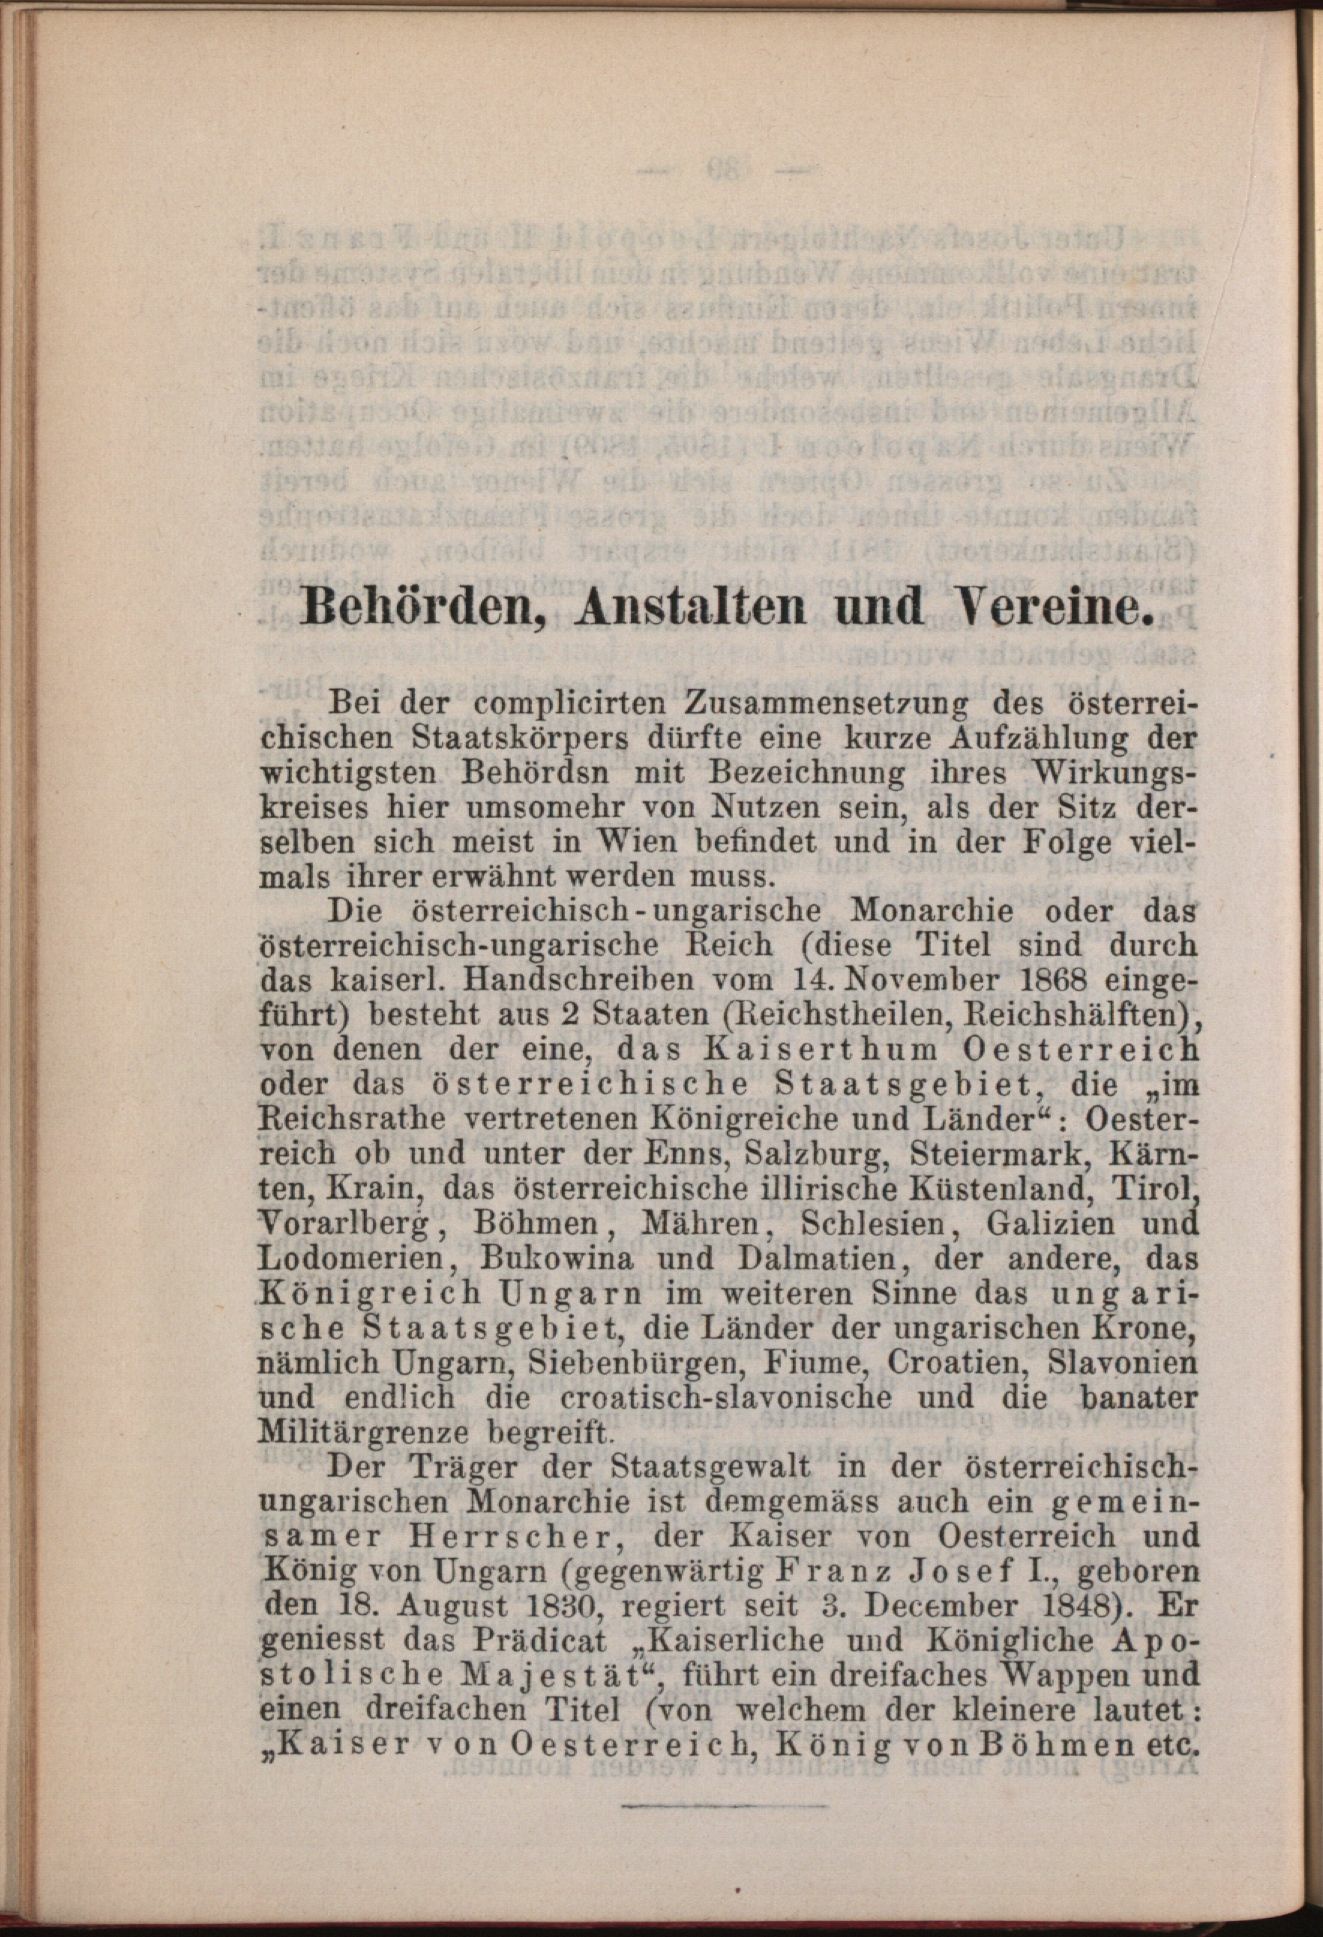 Behörden, Anstalten und Vereine.
Bei der complicirten Zusammensetzung des österrei-
chischen Staatskörpers dürfte eine kurze Aufzählung der
wichtigsten Behördsn mit Bezeichnung ihres Wirkungs-
kreises hier umsomehr von Nutzen sein, als der Sitz der-
selben sich meist in Wien befindet und in der Folge viel-
mals ihrer erwähnt werden muss.
Die österreichisch-ungarische Monarchie oder das
österreichisch-ungarische Reich (diese Titel sind durch
das kaiserl. Handschreiben vom 14. November 1868 einge-
führt) besteht aus 2 Staaten (Reichstheilen, Reichshälften),
von denen der eine, das Kaiserthum Oesterreich
oder das österreichische Staatsgebiet, die „im
Reichsrathe vertretenen Königreiche und Länder“: Oester-
reich ob und unter der Enns, Salzburg, Steiermark, Kärn-
ten, Krain, das österreichische illirische Küstenland, Tirol,
Vorarlberg, Böhmen, Mähren, Schlesien, Galizien und
Lodomerien, Bukowina und Dalmatien, der andere, das
Königreich Ungarn im weiteren Sinne das ungari-
sche Staatsgebiet, die Länder der ungarischen Krone,
nämlich Ungarn, Siebenbürgen, Fiume, Croatien, Slavonien
und endlich die croatisch-slavonische und die banater
Militärgrenze begreift.
Der Träger der Staatsgewalt in der österreichisch-
ungarischen Monarchie ist demgemäss auch ein gemein-
samer Herrscher, der Kaiser von Oesterreich und
König von Ungarn (gegenwärtig Franz Josef I., geboren
den 18. August 1830, regiert seit 3. December 1848). Er
geniesst das Prädicat „Kaiserliche und Königliche Apo-
stolische Majestät“, führt ein dreifaches Wappen und
einen dreifachen Titel (von welchem der kleinere lautet:
„Kaiser von Oesterreich, König von Böhmen etc.